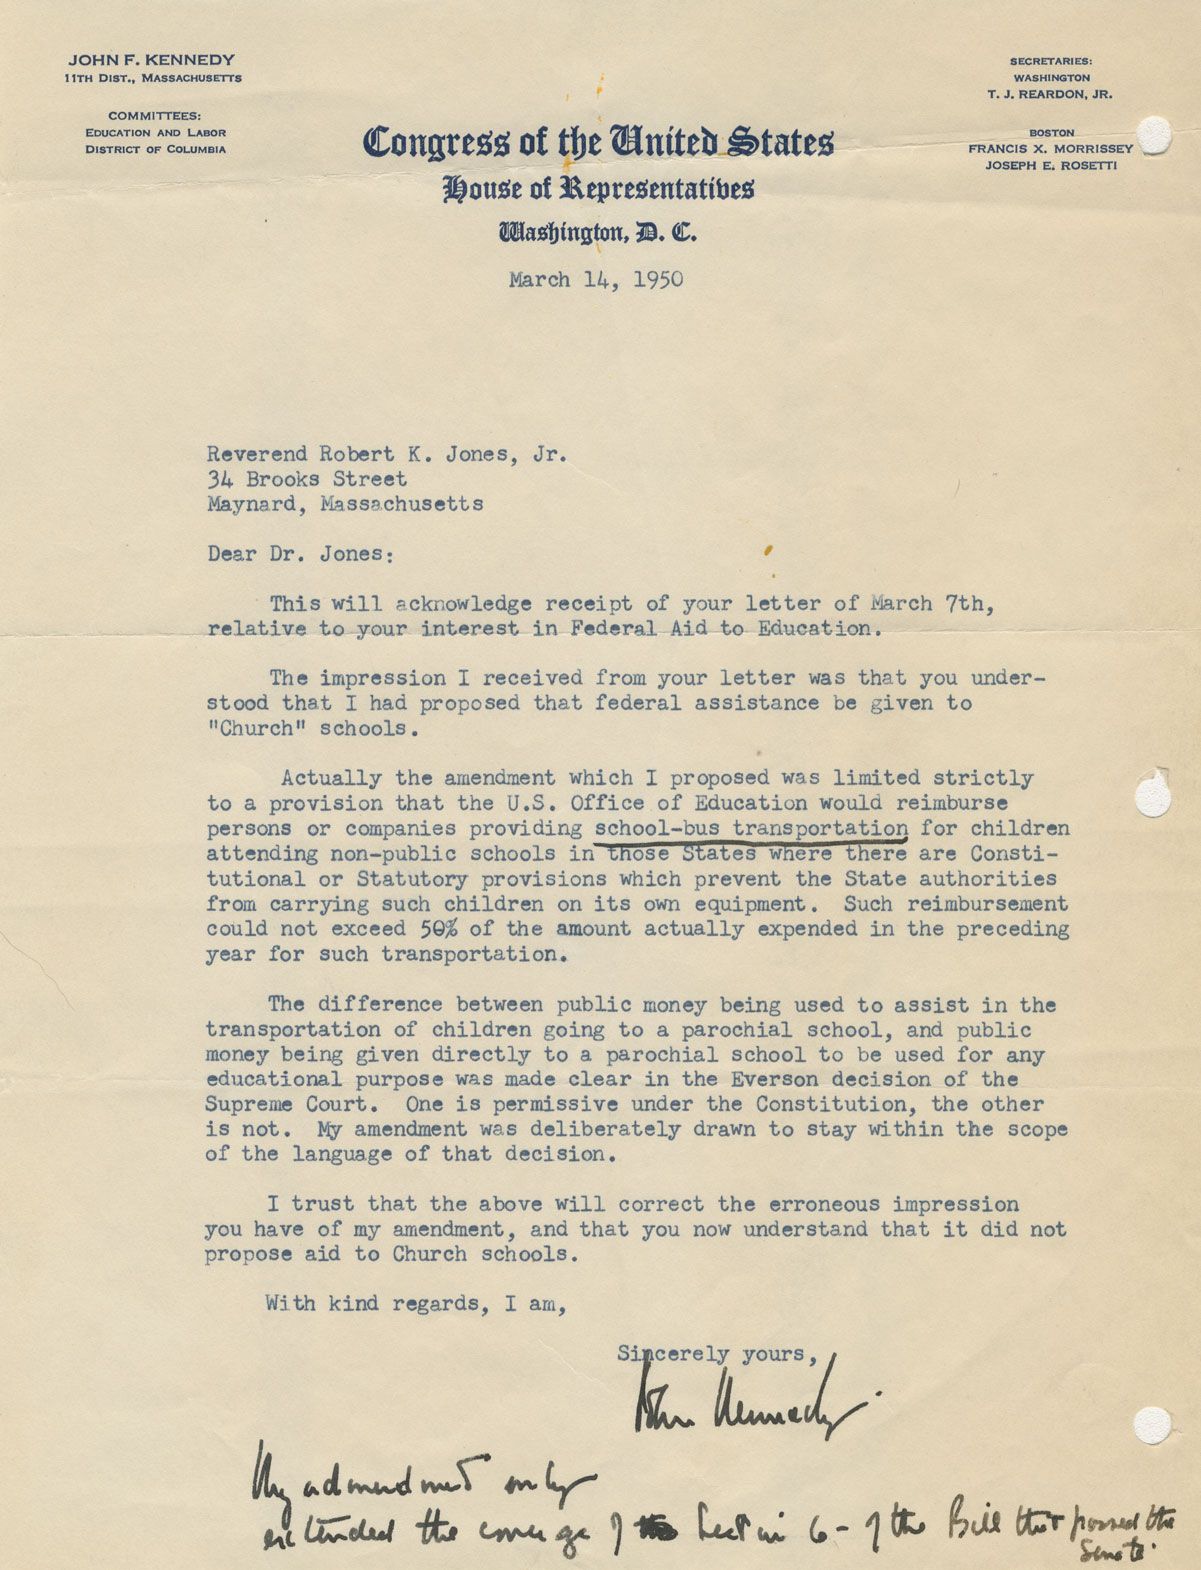 JOHN F. KENNEDY
11TH DIST., MASSACHUSETTS
COMMITTEES:
EDUCATION AND LABOR
DISTRICT OF COLUMBIA
SECRETARIES:
WASHINGTON
T. J. REARDON, JR.
BOSTON
FRANCIS X. MORRISSEY
JOSEPH E. ROSETTI
Congress of the United States
House of Representatives
Washington, D. C.
March 14, 1950
Reverend Robert K. Jones, Jr.
34 Brooks Street
Maynard, Massachusetts
Dear Dr. Jones:
This will acknowledge receipt of your letter of March 7th,
relative to your interest in Federal Aid to Education.
The impression I received from your letter was that you under-
stood that I had proposed that federal assistance be given to
"Church" schools.
Actually the amendment which I proposed was limited strictly
to a provision that the U.S. Office of Education would reimburse
persons or companies providing school-bus transportation for children
attending non-public schools in those States where there are Consti-
tutional or Statutory provisions which prevent the State authorities
from carrying such children on its own equipment. Such reimbursement
could not exceed 50% of the amount actually expended in the preceding
year for such transportation.
The difference between public money being used to assist in the
transportation of children going to a parochial school, and public
money being given directly to a parochial school to be used for any
educational purpose was made clear in the Everson decision of the
Supreme Court. One is permissive under the Constitution, the other
is not. My amendment was deliberately drawn to stay within the scope
of the language of that decision.
I trust that the above will correct the erroneous impression
you have of my amendment, and that you now understand that it did not
propose aid to Church schools.
With kind regards, I am,
Sincerely yours,
John Kennedy
My admendment only
extended the coverage of Section 6 - of the Bill that passed the
Senate.